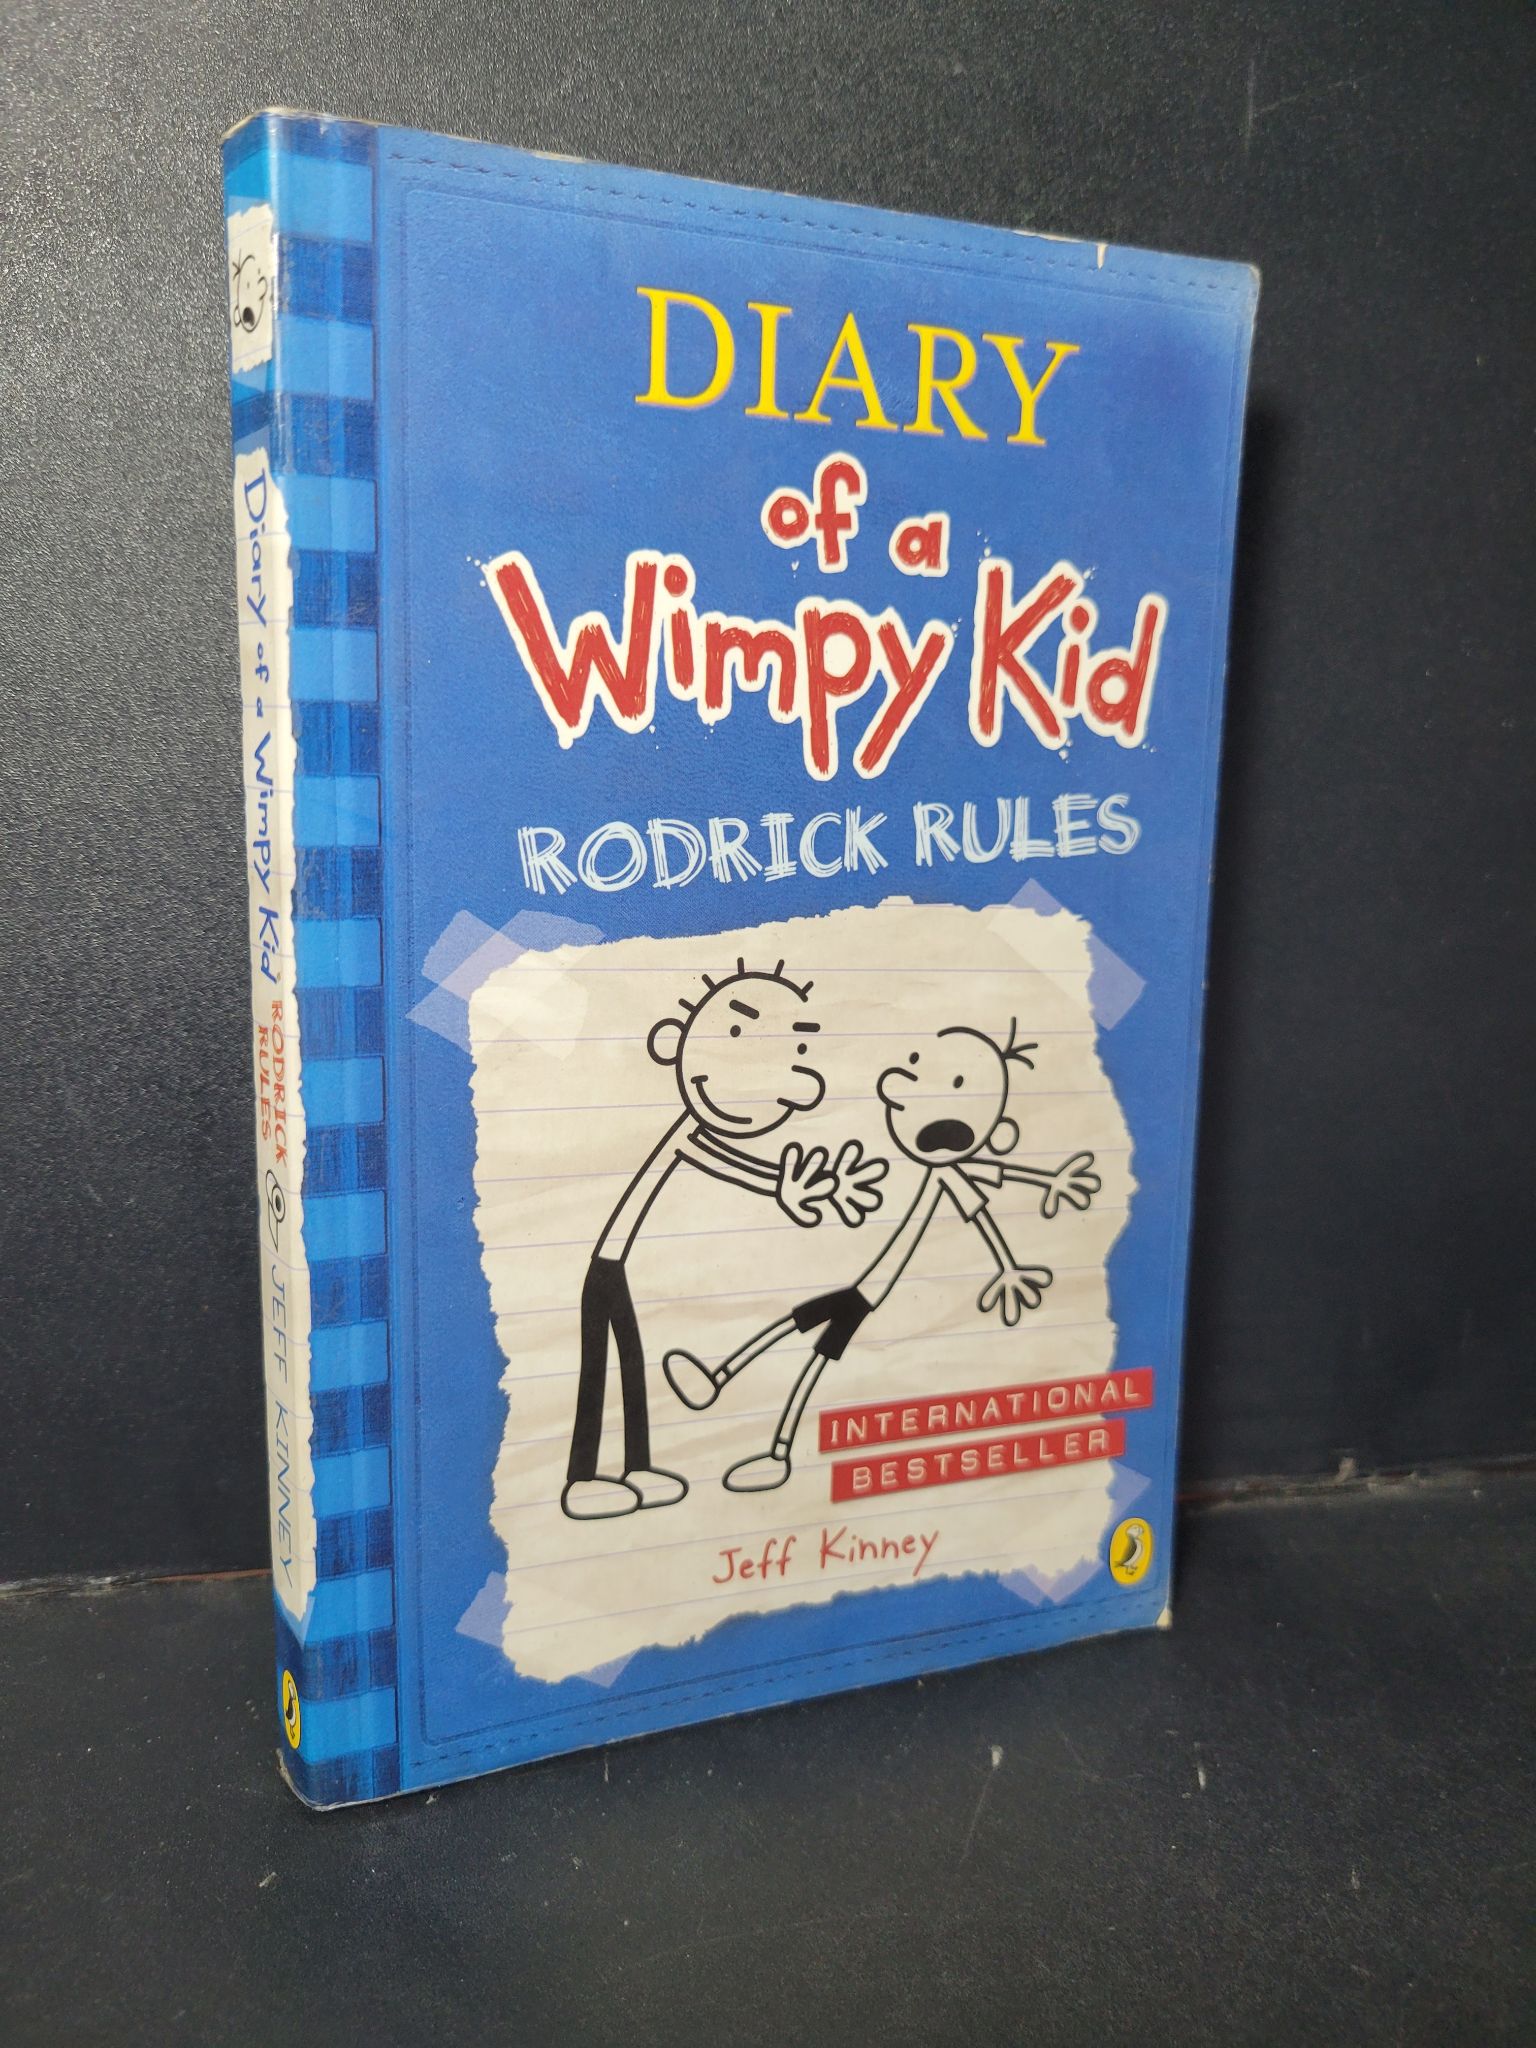 DIARY
of a
Wimpy Kid
RODRICK RULES
INTERNATIONAL
BESTSELLER
Jeff Kinney
Diary of a Wimpy Kid RODRICK
RULES
JEFF KINNEY